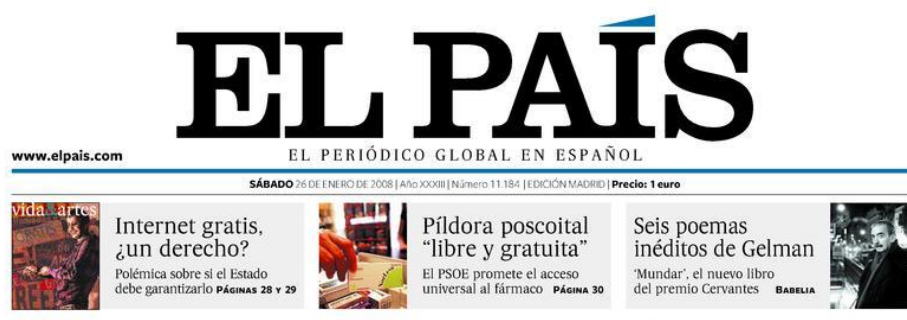 EL PAÍS
www.elpais.com
EL PERIÓDICO GLOBAL EN ESPAÑOL
SÁBADO 26 DE ENERO DE 2008 | Año XXXIII | Número 11.184 | EDICIÓN MADRID | Precio: 1 euro
vida&artes
Internet gratis,
¿un derecho?
Polémica sobre si el Estado
debe garantizarlo PÁGINAS 28 Y 29
Píldora poscoital
“libre y gratuita”
El PSOE promete el acceso
universal al fármaco PÁGINA 30
Seis poemas
inéditos de Gelman
‘Mundar’, el nuevo libro
del premio Cervantes BABELIA